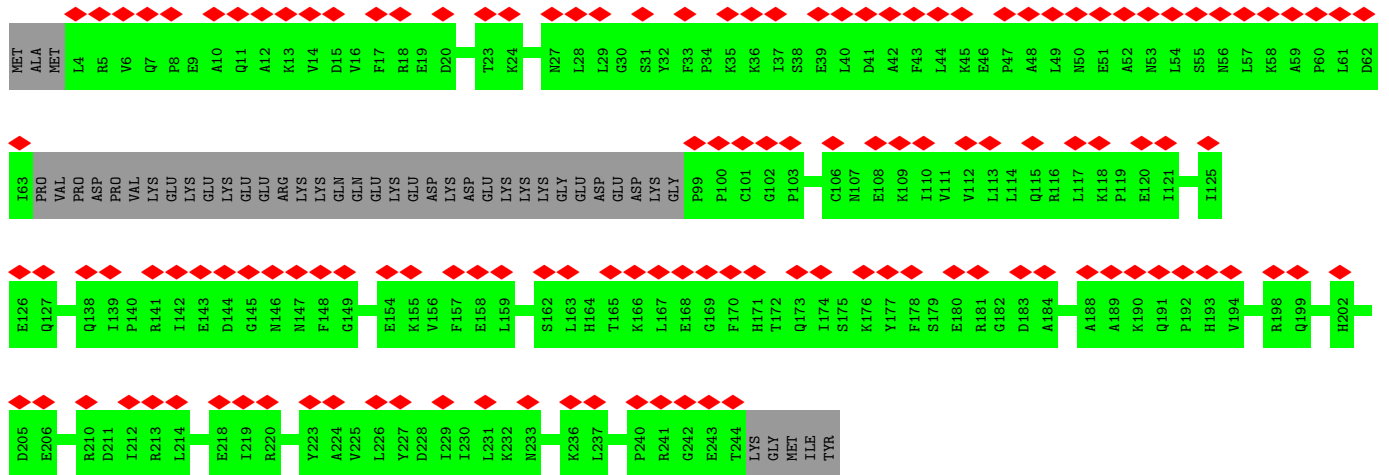 MET ALA MET L4 R5 V6 Q7 P8 E9 A10 Q11 A12 K13 V14 D15 V16 F17 R18 E19 D20 T23 K24 N27 L28 L29 G30 S31 Y32 F33 P34 K35 K36 I37 S38 E39 L40 D41 A42 F43 L44 K45 E46 P47 A48 L49 N50 E51 A52 N53 L54 S55 N56 L57 K58 A59 P60 L61 D62
I63 PRO VAL PRO ASP PRO VAL LYS GLU LYS GLU LYS GLU GLU ARG LYS LYS GLN GLN GLU LYS GLU ASP LYS ASP GLU LYS LYS LYS GLY GLU ASP GLU ASP LYS GLY P99 P100 C101 G102 P103 C106 N107 E108 K109 I110 V111 V112 L113 L114 Q115 R116 L117 K118 P119 E120 I121 I125
E126 Q127 Q138 I139 P140 R141 I142 E143 D144 G145 N146 N147 F148 G149 E154 K155 V156 F157 E158 L159 S162 L163 H164 T165 K166 L167 E168 G169 F170 H171 T172 Q173 I174 S175 K176 Y177 F178 S179 E180 R181 G182 D183 A184 A188 A189 K190 Q191 P192 H193 V194 R198 Q199 H202
D205 E206 R210 D211 I212 R213 L214 E218 I219 R220 Y223 A224 V225 L226 Y227 D228 I229 I230 L231 K232 N233 K236 L237 P240 R241 G242 E243 T244 LYS GLY MET ILE TYR